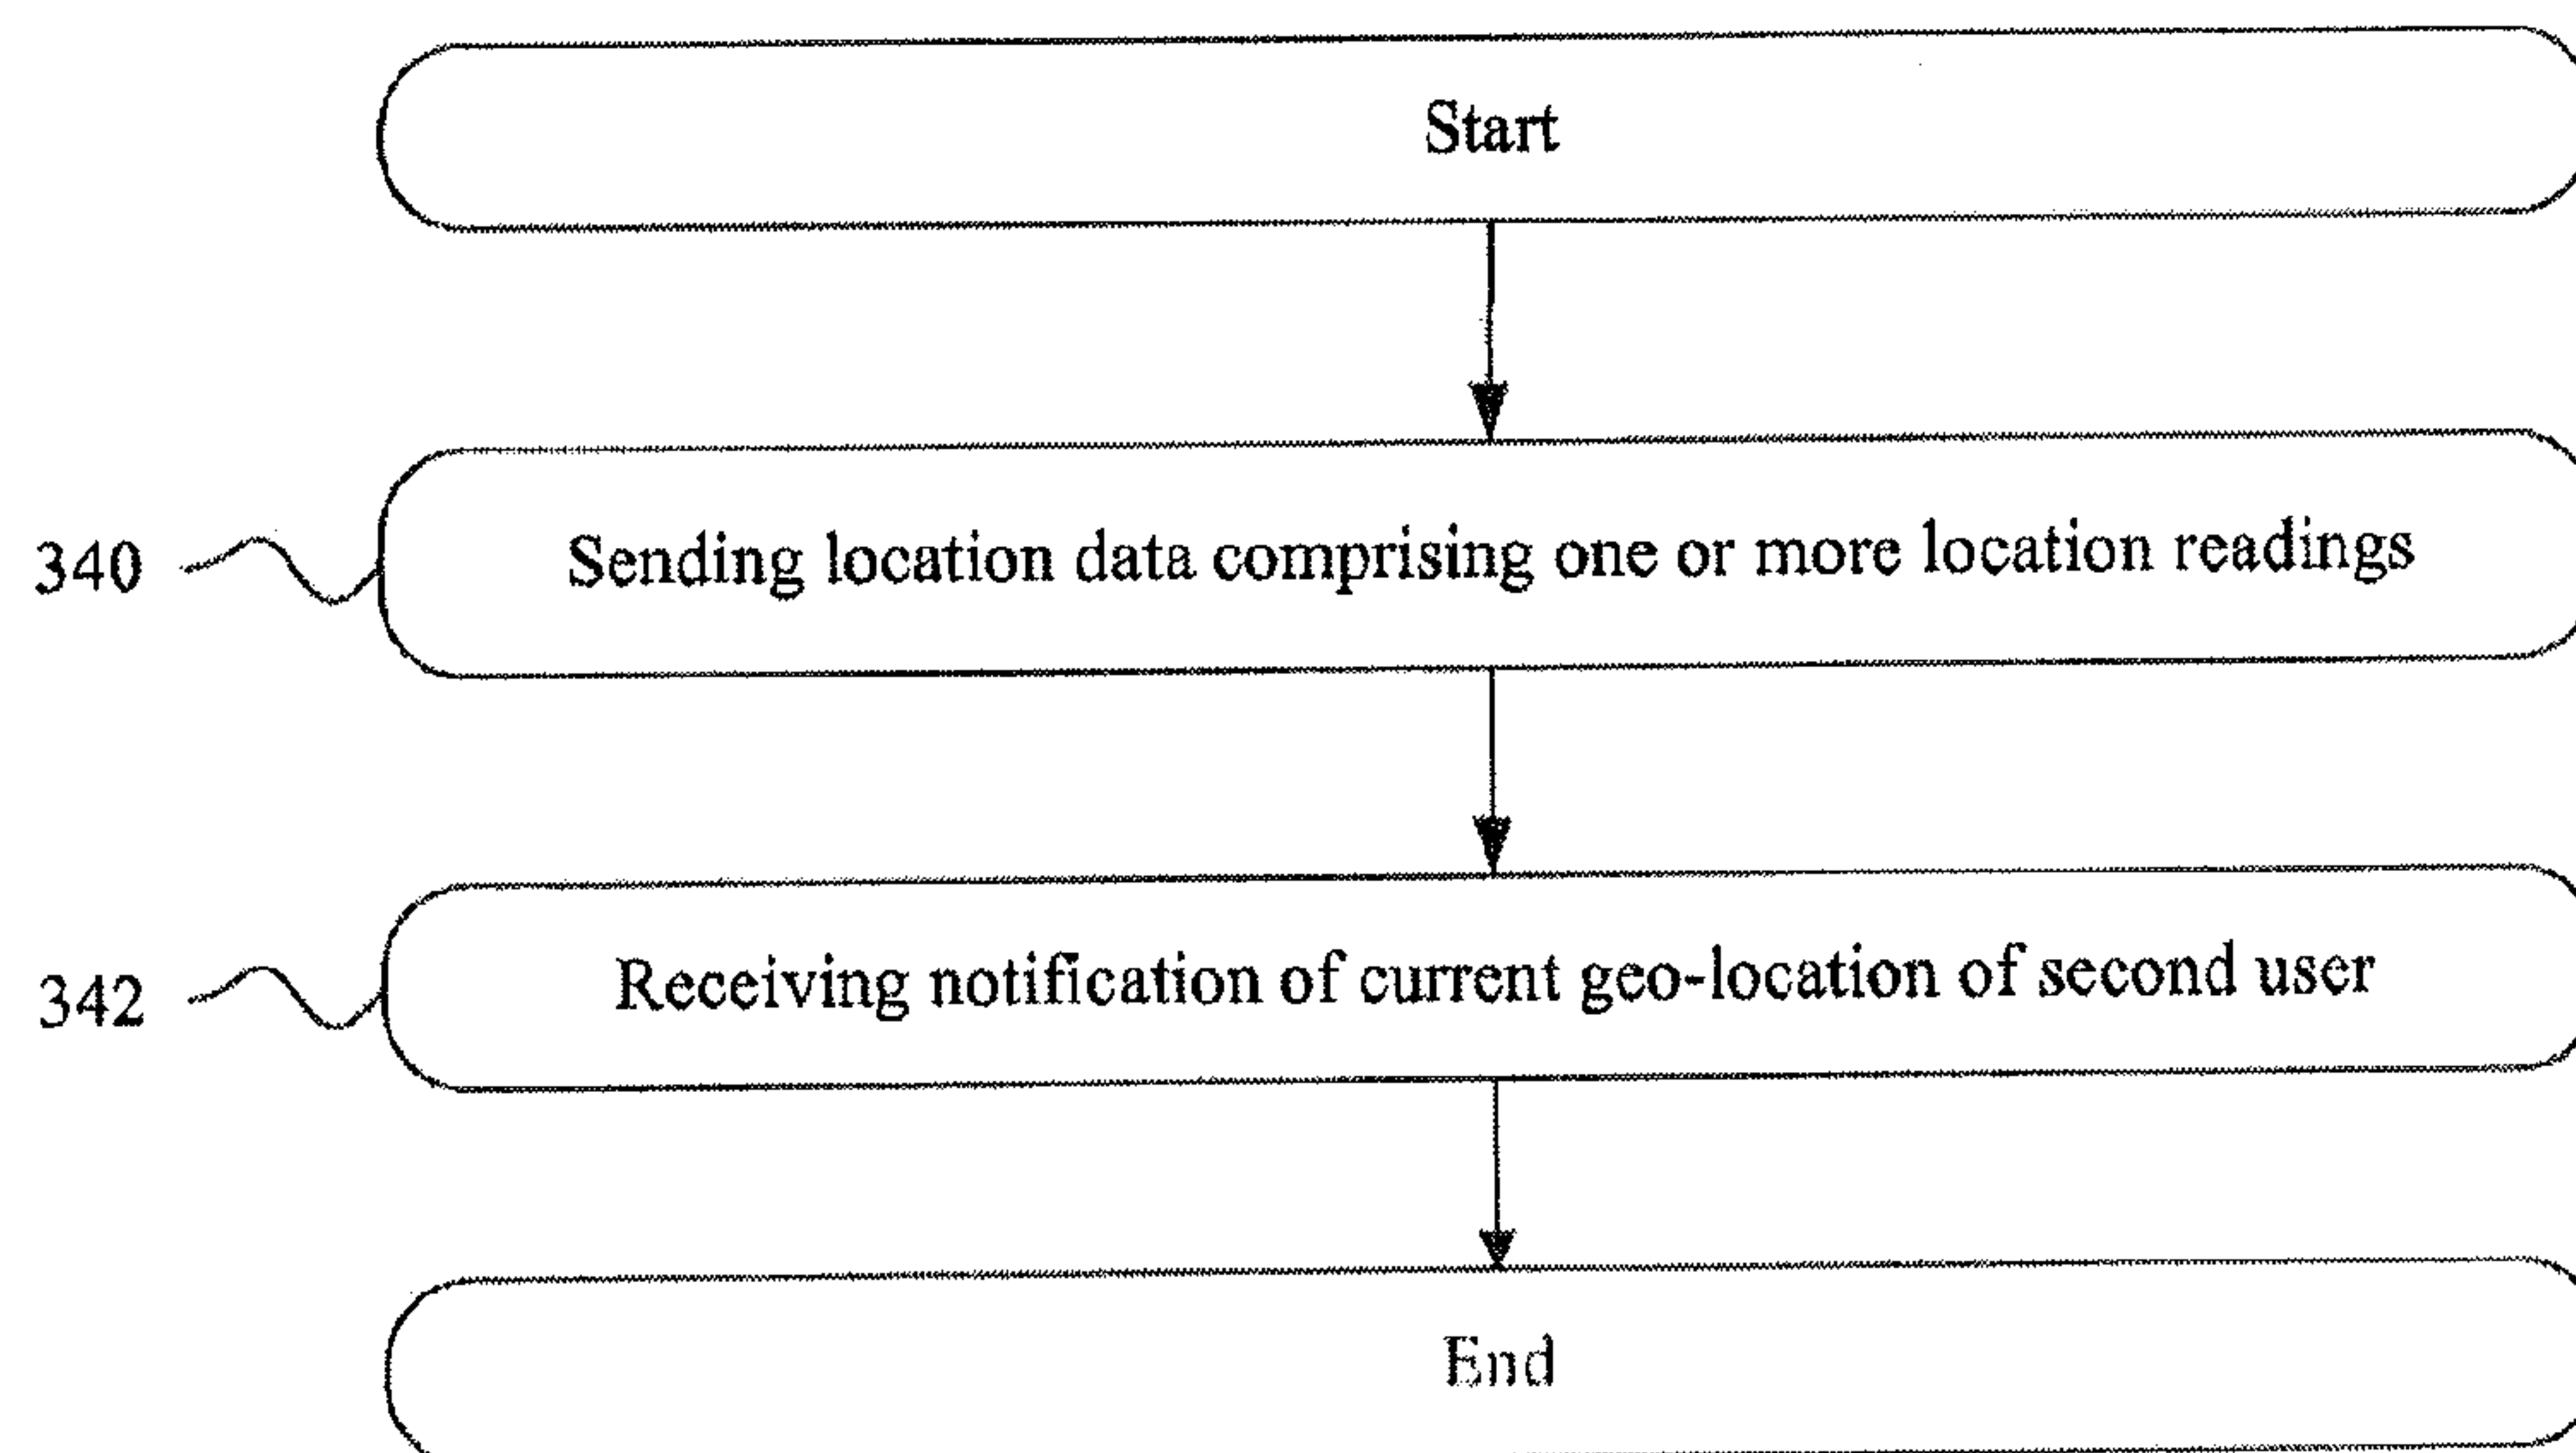 Start
340 Sending location data comprising one or more location readings
342 Receiving notification of current geo-location of second user
End